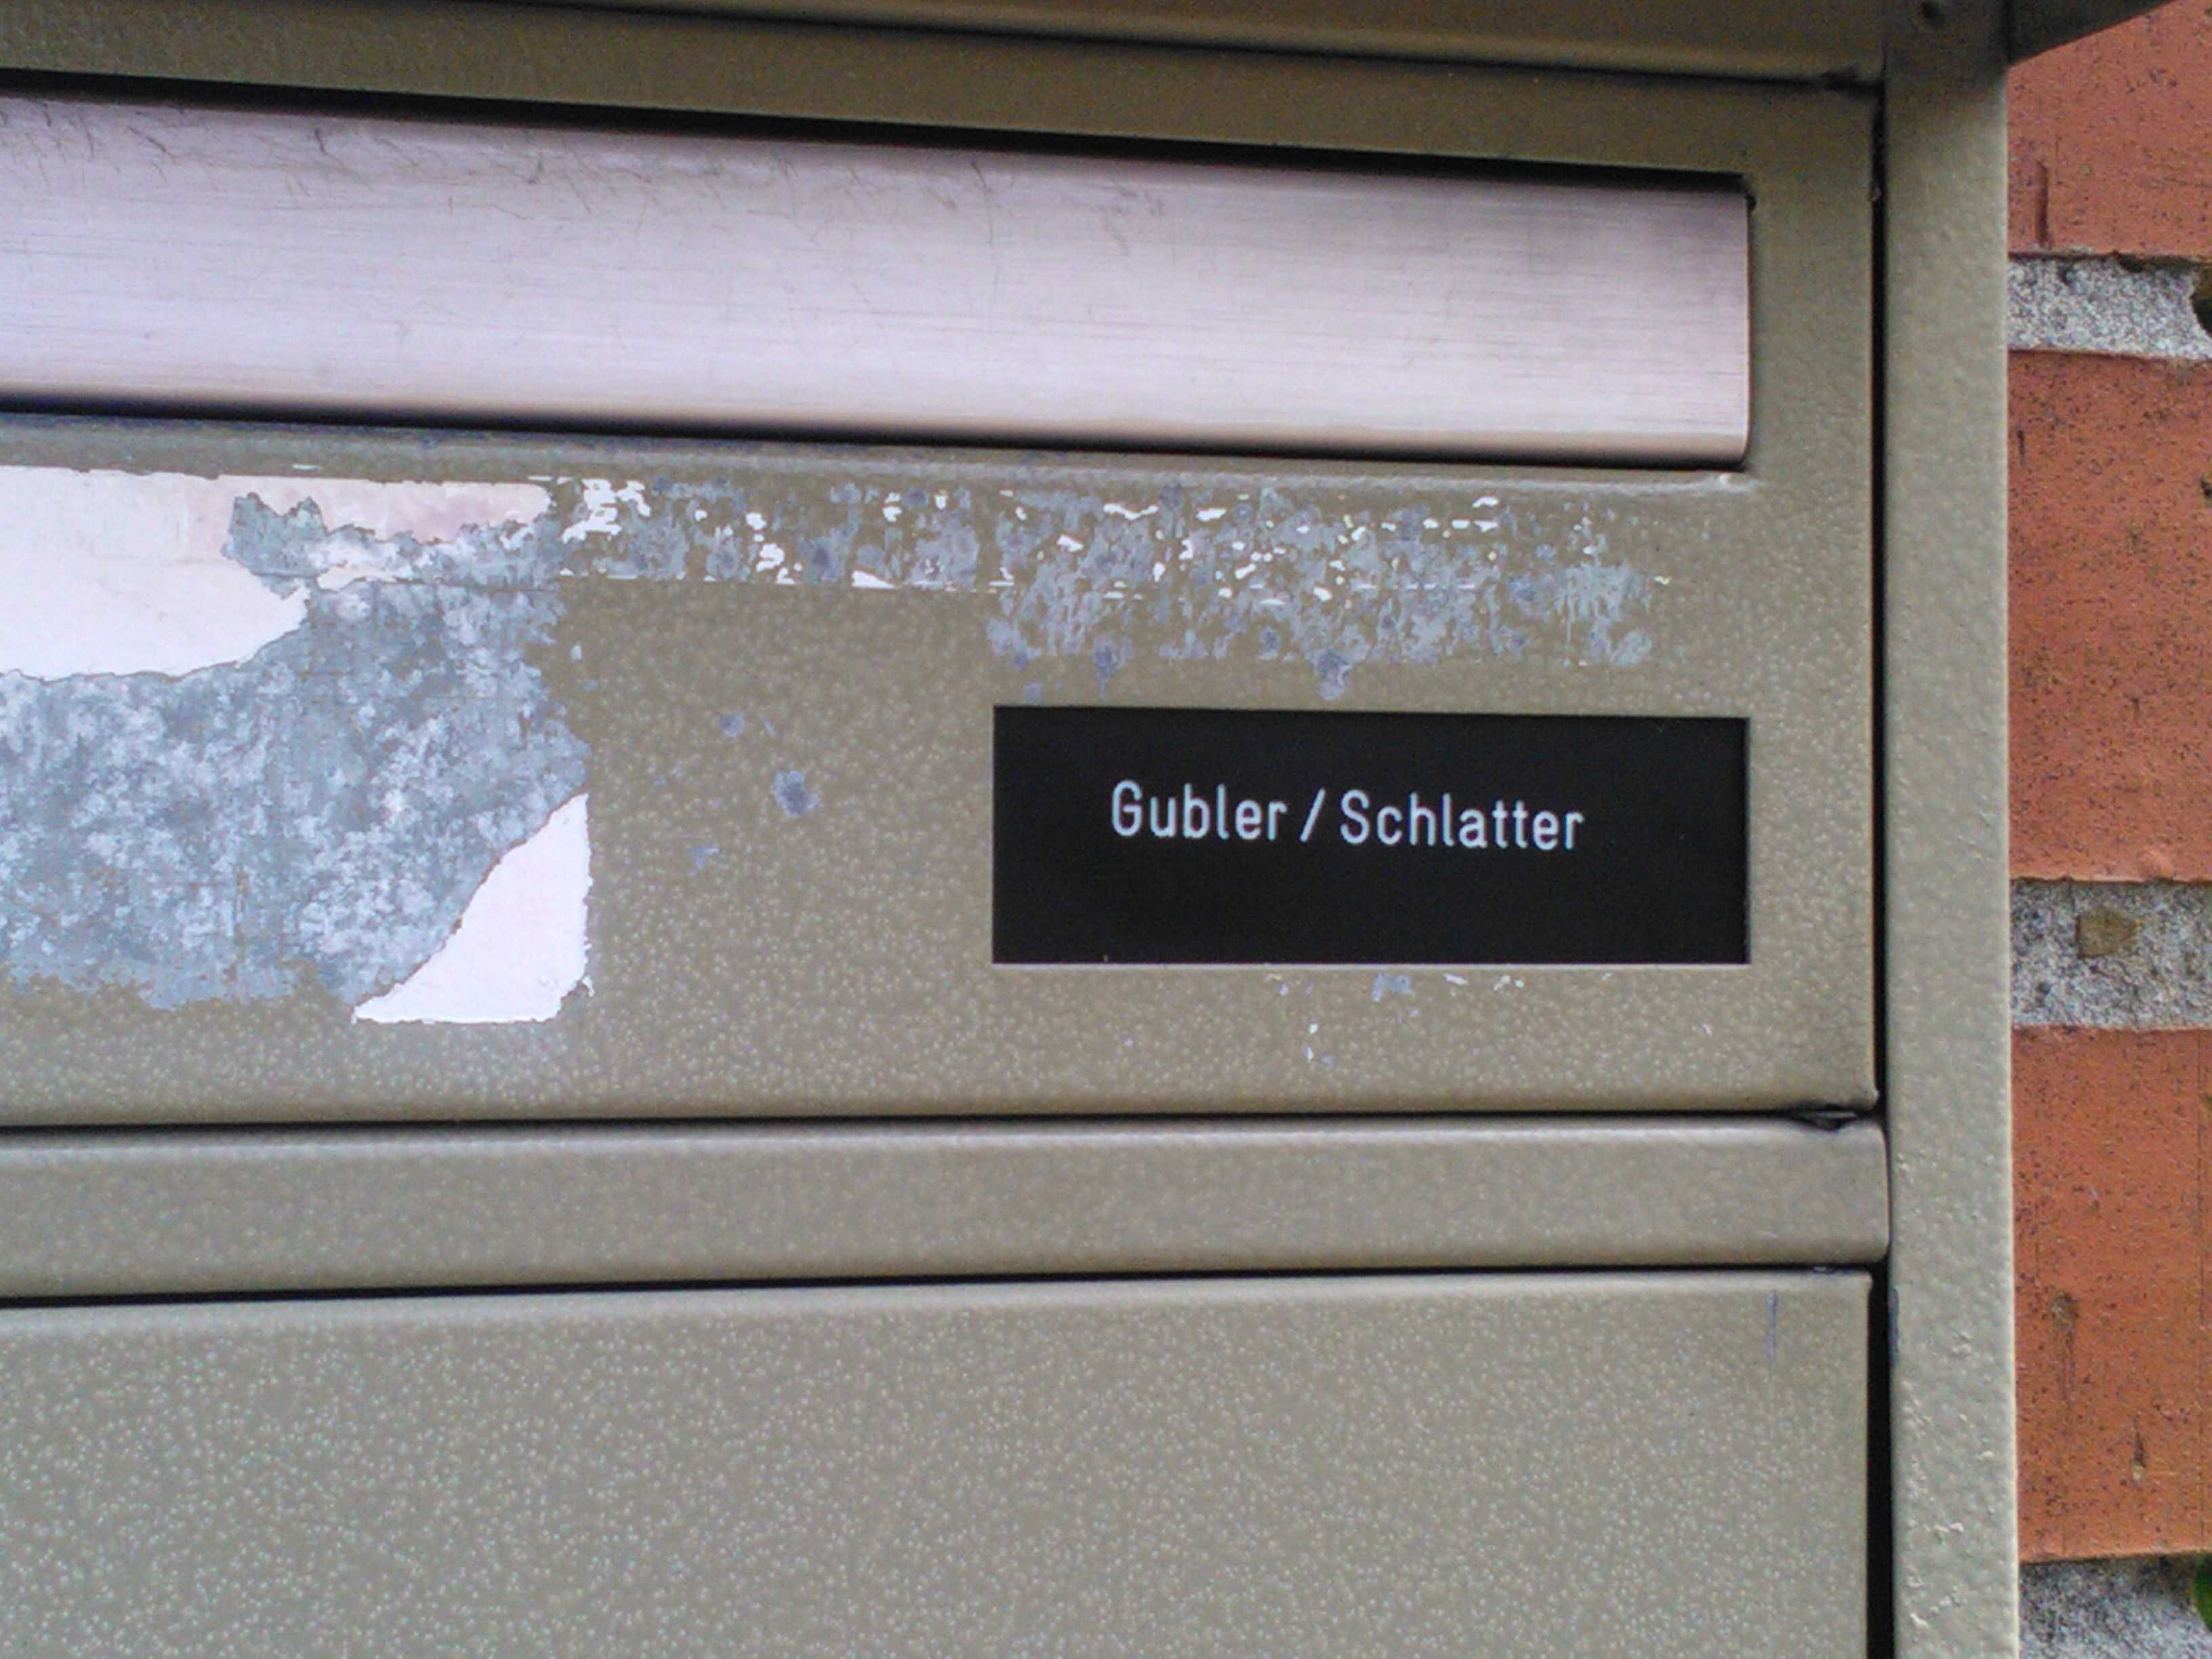 Gubler / Schlatter